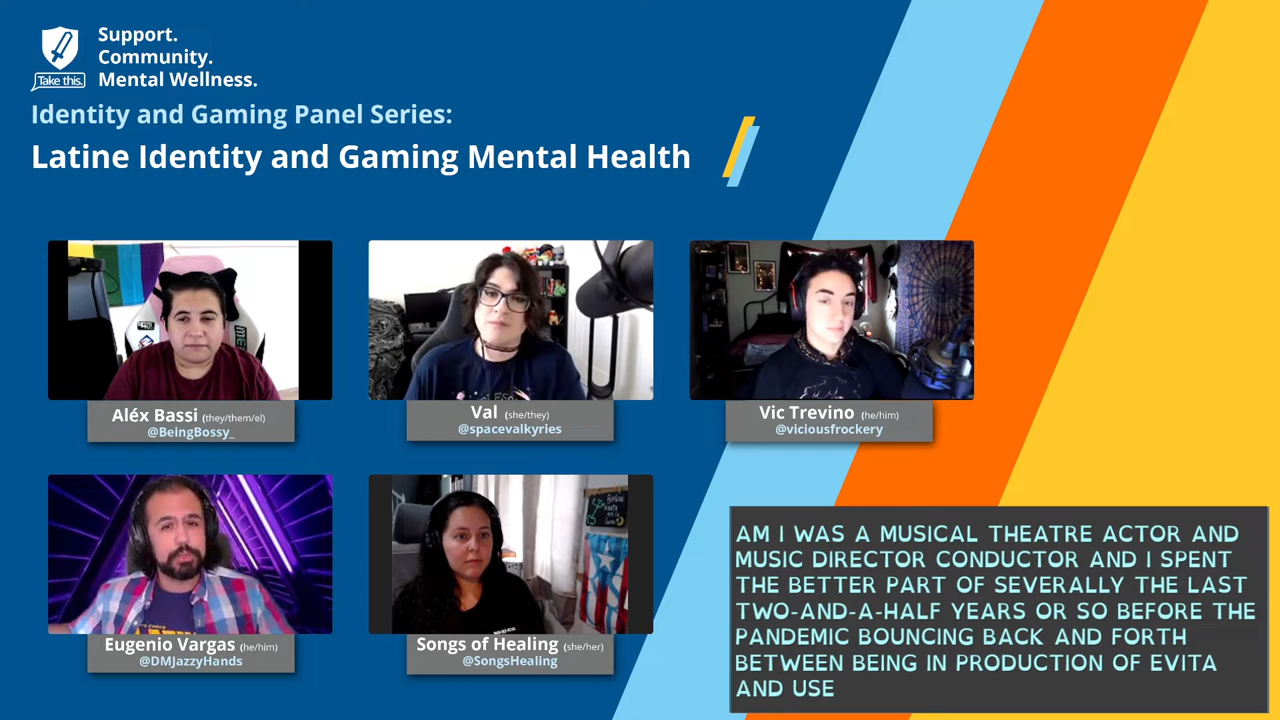 Support.
Community.
Mental Wellness.
Take this.
Identity and Gaming Panel Series:
Latine Identity and Gaming Mental Health
Aléx Bassi (they/them/el)
@BeingBossy_
Val (she/they)
@spacevalkyries
Vic Trevino (he/him)
@viciousfrockery
Eugenio Vargas (he/him)
@DMJazzyHands
Songs of Healing (she/her)
@SongsHealing
AM I WAS A MUSICAL THEATRE ACTOR AND
MUSIC DIRECTOR CONDUCTOR AND I SPENT
THE BETTER PART OF SEVERALLY THE LAST
TWO-AND-A-HALF YEARS OR SO BEFORE THE
PANDEMIC BOUNCING BACK AND FORTH
BETWEEN BEING IN PRODUCTION OF EVITA
AND USE